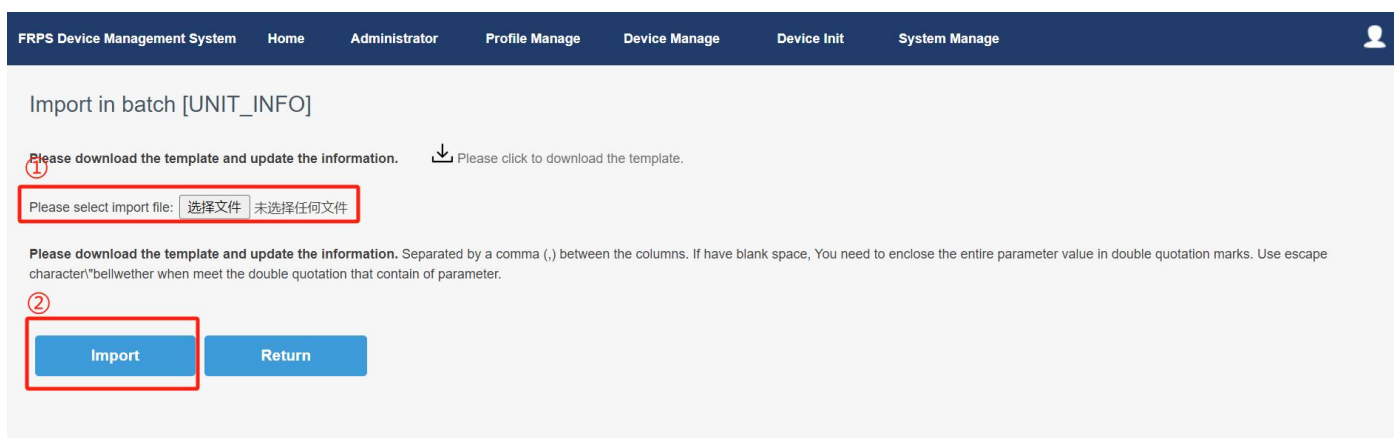 FRPS Device Management System Home Administrator Profile Manage Device Manage Device Init System Manage
Import in batch [UNIT_INFO]
Please download the template and update the information. Please click to download the template.
①
Please select import file: 选择文件 未选择任何文件
Please download the template and update the information. Separated by a comma (,) between the columns. If have blank space, You need to enclose the entire parameter value in double quotation marks. Use escape
character\"bellwether when meet the double quotation that contain of parameter.
②
Import Return